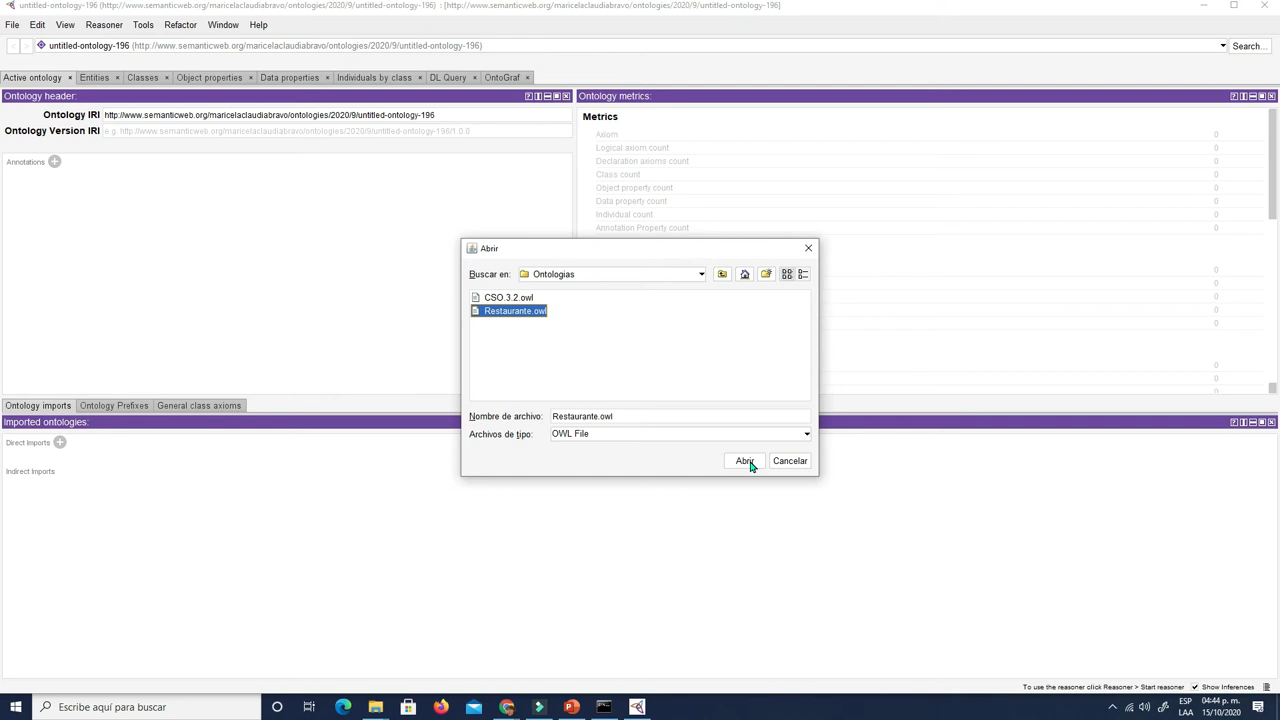 untitled-ontology-196 (http://www.semanticweb.org/maricelaclaudiabravo/ontologies/2020/9/untitled-ontology-196) : [http://www.semanticweb.org/maricelaclaudiabravo/ontologies/2020/9/untitled-ontology-196]
File Edit View Reasoner Tools Refactor Window Help
untitled-ontology-196 (http://www.semanticweb.org/maricelaclaudiabravo/ontologies/2020/9/untitled-ontology-196) Search...
Active ontology × Entities × Classes × Object properties × Data properties × Individuals by class × DL Query × OntoGraf ×
Ontology header:
Ontology IRI http://www.semanticweb.org/maricelaclaudiabravo/ontologies/2020/9/untitled-ontology-196
Ontology Version IRI e.g. http://www.semanticweb.org/maricelaclaudiabravo/ontologies/2020/9/untitled-ontology-196/1.0.0
Annotations
Ontology metrics:
Metrics
Axiom 0
Logical axiom count 0
Declaration axioms count 0
Class count 0
Object property count 0
Data property count 0
Individual count 0
Annotation Property count 0
0
0
0
0
0
0
0
0
Abrir
Buscar en: Ontologias
CSO.3.2.owl
Restaurante.owl
Nombre de archivo: Restaurante.owl
Archivos de tipo: OWL File
Abrir Cancelar
Ontology imports Ontology Prefixes General class axioms
Imported ontologies:
Direct Imports
Indirect Imports
To use the reasoner click Reasoner > Start reasoner Show Inferences
Escribe aquí para buscar
ESP
LAA
04:44 p. m.
15/10/2020